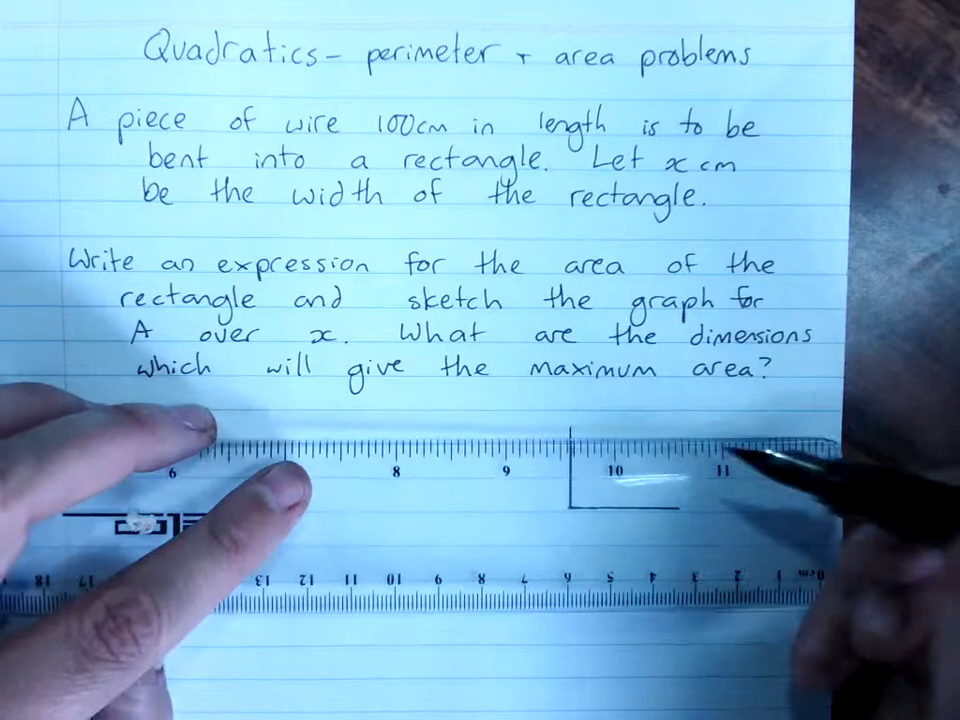 Quadratics - perimeter + area problems
A piece of wire 100cm in length is to be
bent into a rectangle. Let x cm
be the width of the rectangle.
Write an expression for the area of the
rectangle and sketch the graph for
A over x. What are the dimensions
which will give the maximum area?
6 8 9 10 11
18 17 13 12 11 10 9 8 7 6 5 4 3 2 1 0 cm